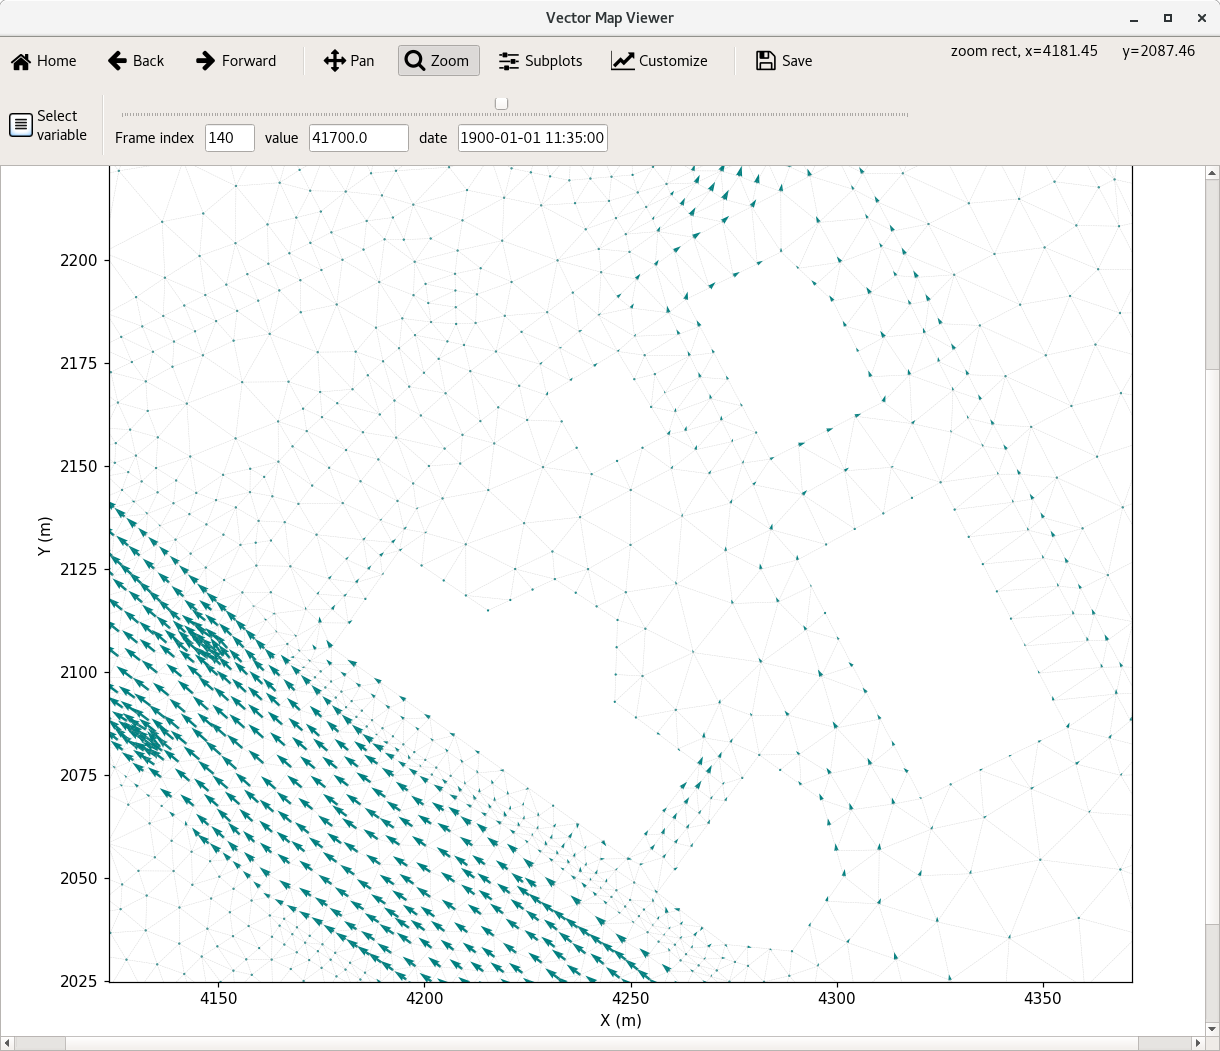 Vector Map Viewer
Home Back Forward Pan Zoom Subplots Customize Save zoom rect, x=4181.45 y=2087.46
Select
variable
Frame index 140 value 41700.0 date 1900-01-01 11:35:00
2200
2175
2150
2125
2100
2075
2050
2025
Y (m)
4150 4200 4250 4300 4350
X (m)